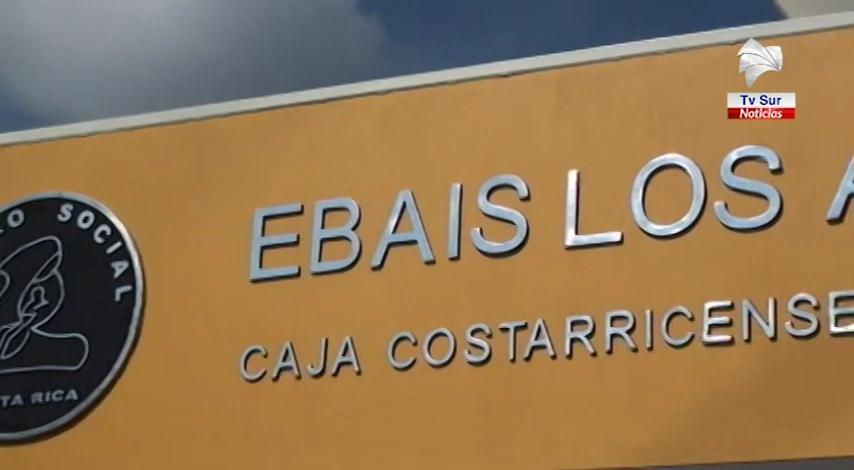 Tv Sur
Noticias
EBAIS LOS A
CAJA COSTARRICENSE
O SOCIAL
TA RICA